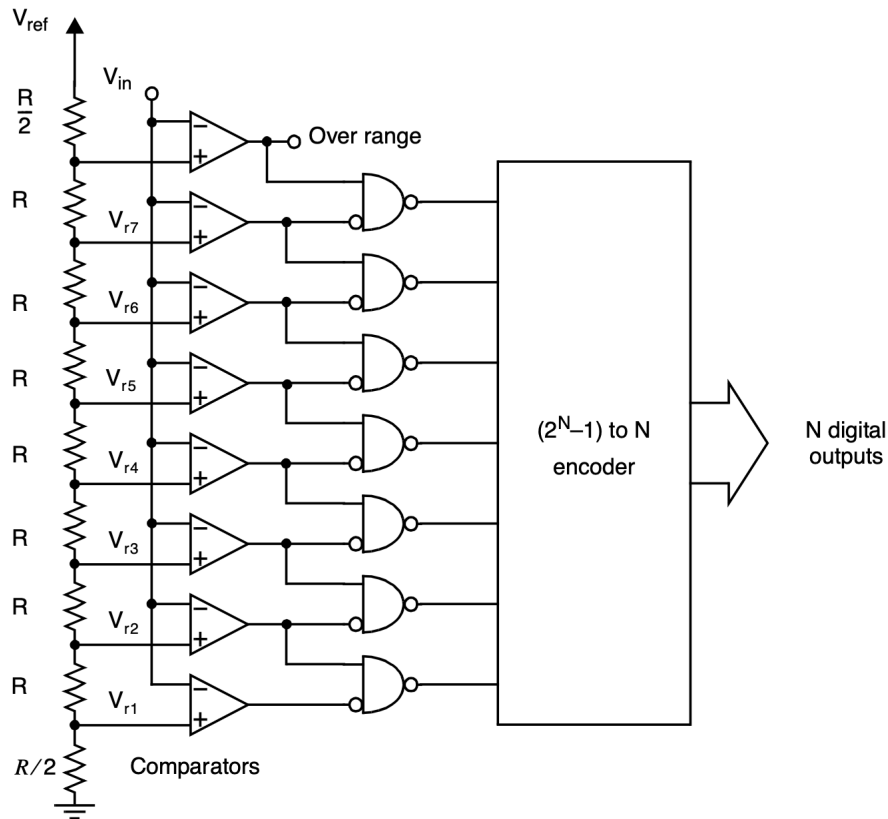 V_ref
V_in
R
2
Over range
R
V_r7
R
V_r6
R
V_r5
R
V_r4
R
V_r3
R
V_r2
R
V_r1
R/2
Comparators
(2^N–1) to N
encoder
N digital
outputs